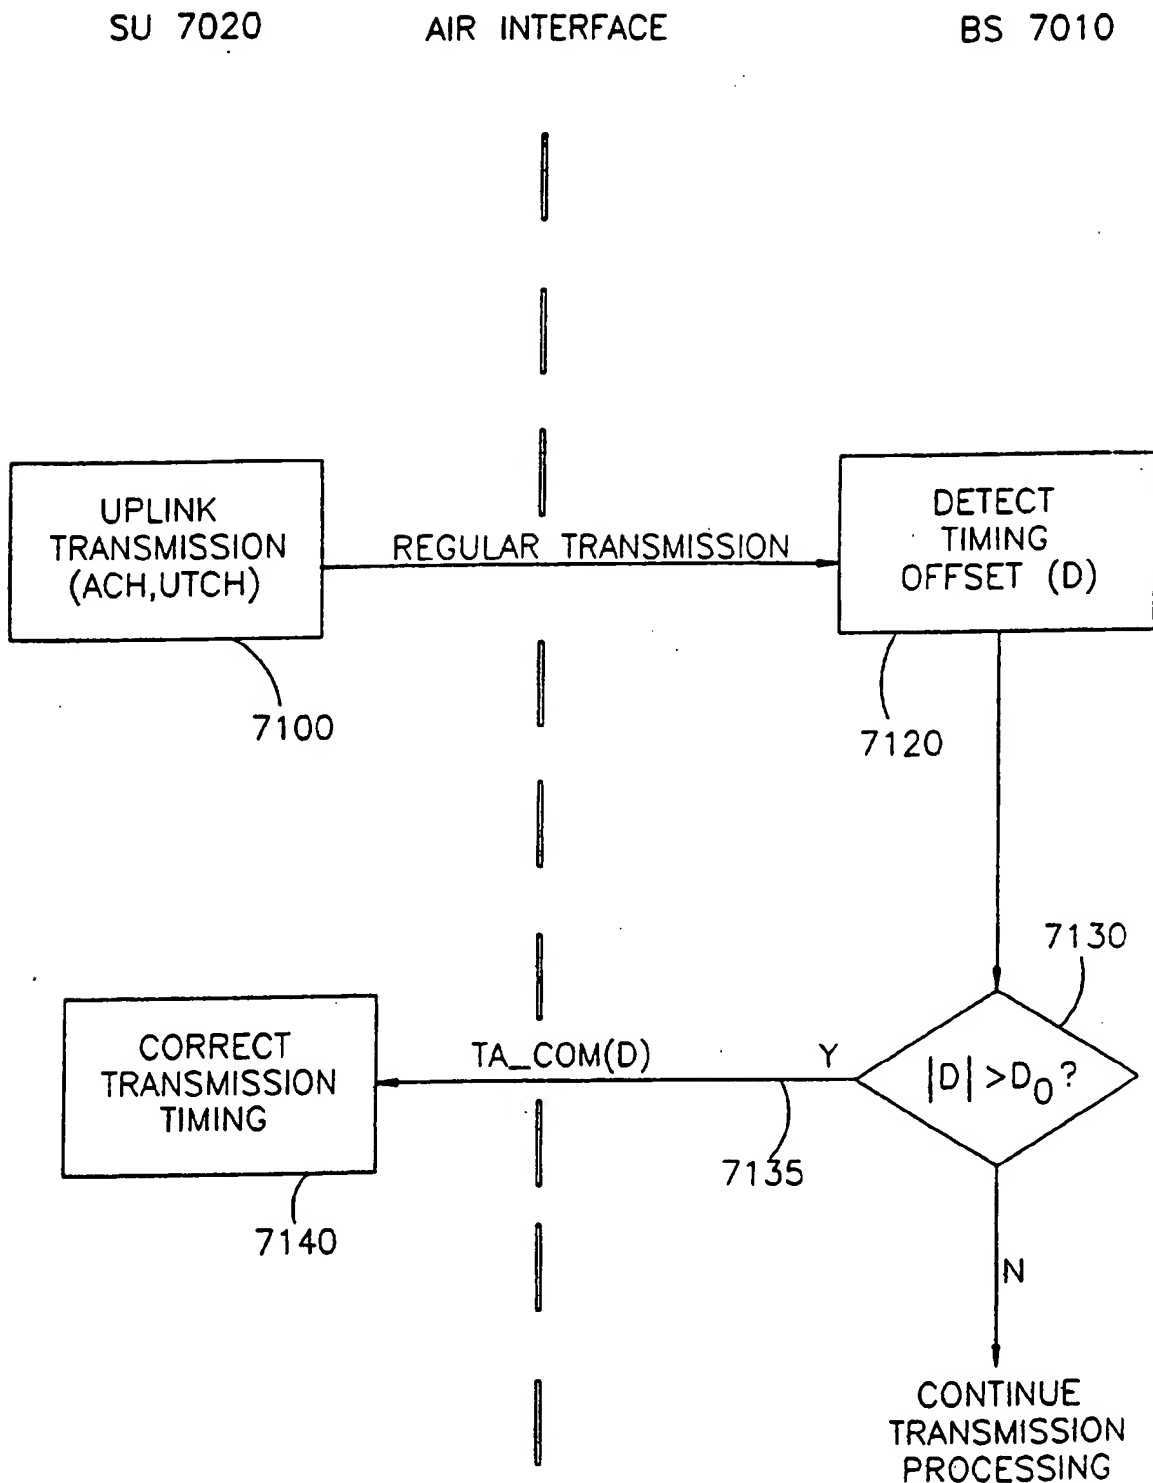 SU 7020 AIR INTERFACE BS 7010
UPLINK
TRANSMISSION
(ACH,UTCH)
7100
REGULAR TRANSMISSION
DETECT
TIMING
OFFSET (D)
7120
7130
|D|>D0?
Y
TA_COM(D)
7135
CORRECT
TRANSMISSION
TIMING
7140
N
CONTINUE
TRANSMISSION
PROCESSING